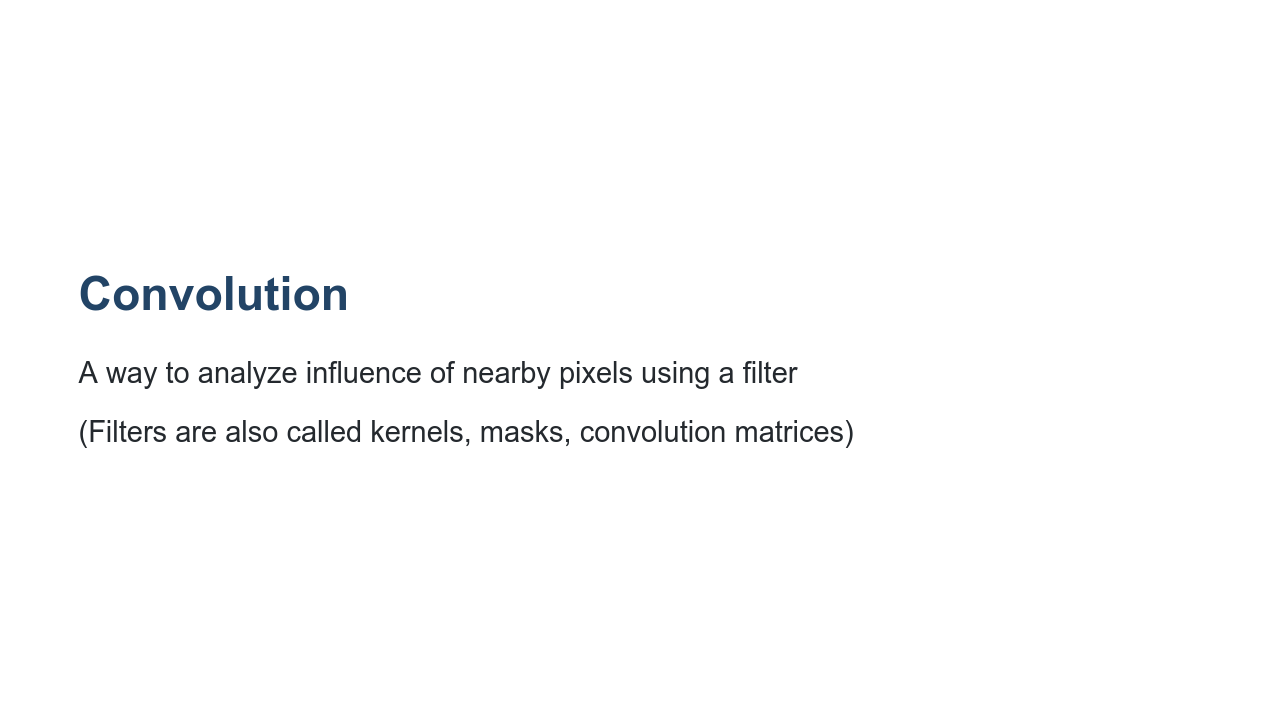 Convolution
A way to analyze influence of nearby pixels using a filter
(Filters are also called kernels, masks, convolution matrices)